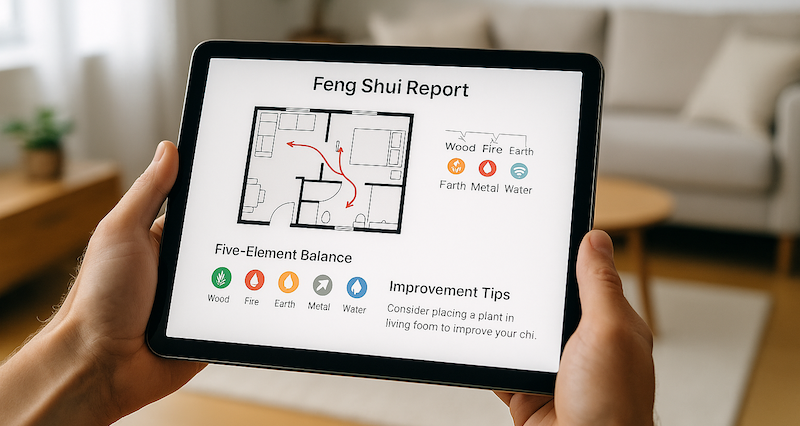 Feng Shui Report
Wood Fire Earth
Farth Metal Water
Five-Element Balance
Wood Fire Earth Metal Water
Improvement Tips
Consider placing a plant in
living foom to improve your chi.